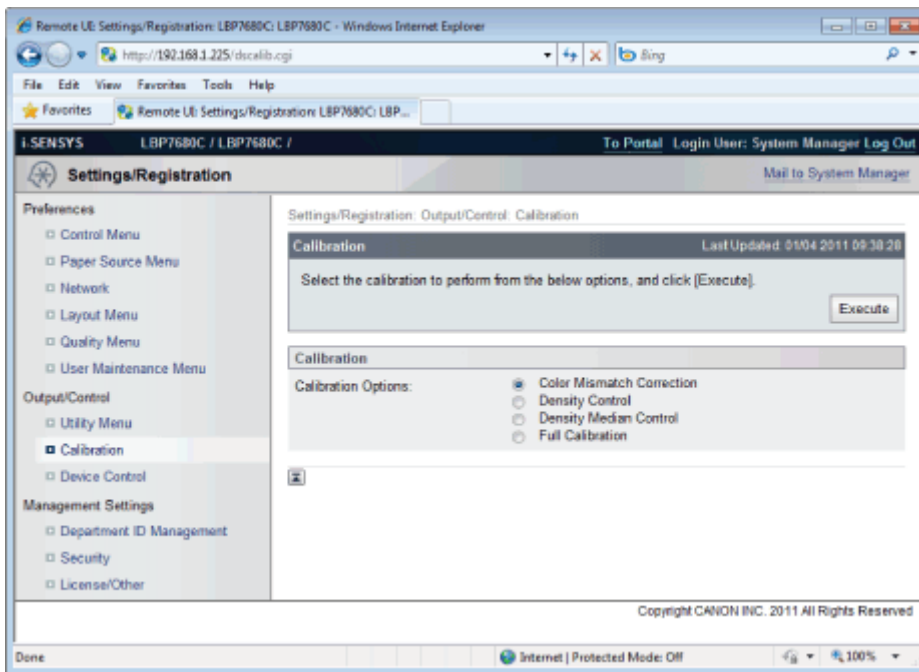 Remote UI: Settings/Registration: LBP7680C: LBP7680C - Windows Internet Explorer
http://192.168.1.225/dscalib.cgi
Bing
File Edit View Favorites Tools Help
Favorites Remote UI: Settings/Registration: LBP7680C: LBP...
i-SENSYS LBP7680C / LBP7680C / To Portal Login User: System Manager Log Out
Settings/Registration Mail to System Manager
Preferences
Control Menu
Paper Source Menu
Network
Layout Menu
Quality Menu
User Maintenance Menu
Output/Control
Utility Menu
Calibration
Device Control
Management Settings
Department ID Management
Security
License/Other
Settings/Registration: Output/Control: Calibration
Calibration Last Updated: 01/04 2011 09:38:28
Select the calibration to perform from the below options, and click [Execute].
Execute
Calibration
Calibration Options: Color Mismatch Correction
Density Control
Density Median Control
Full Calibration
Copyright CANON INC. 2011 All Rights Reserved
Done Internet | Protected Mode: Off 100%